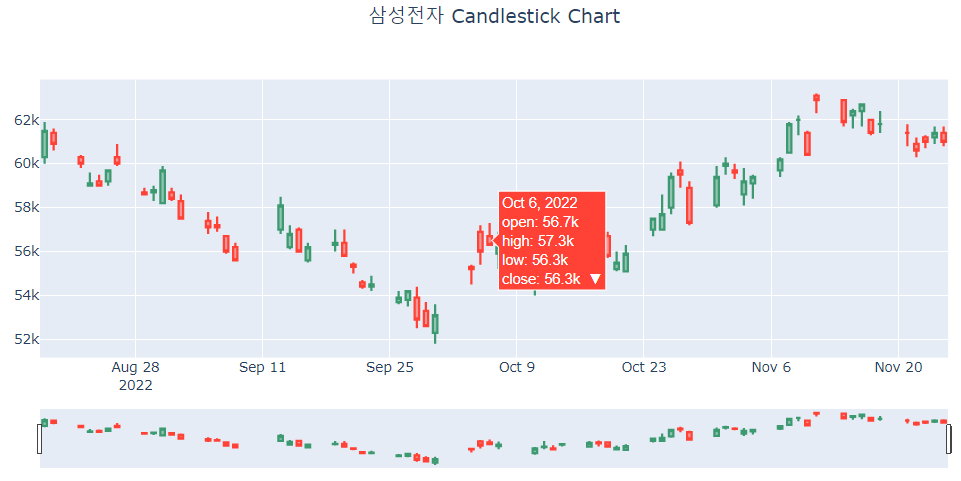 삼성전자 Candlestick Chart
62k
60k
58k
56k
54k
52k
Oct 6, 2022
open: 56.7k
high: 57.3k
low: 56.3k
close: 56.3k ▼
Aug 28
2022
Sep 11
Sep 25
Oct 9
Oct 23
Nov 6
Nov 20